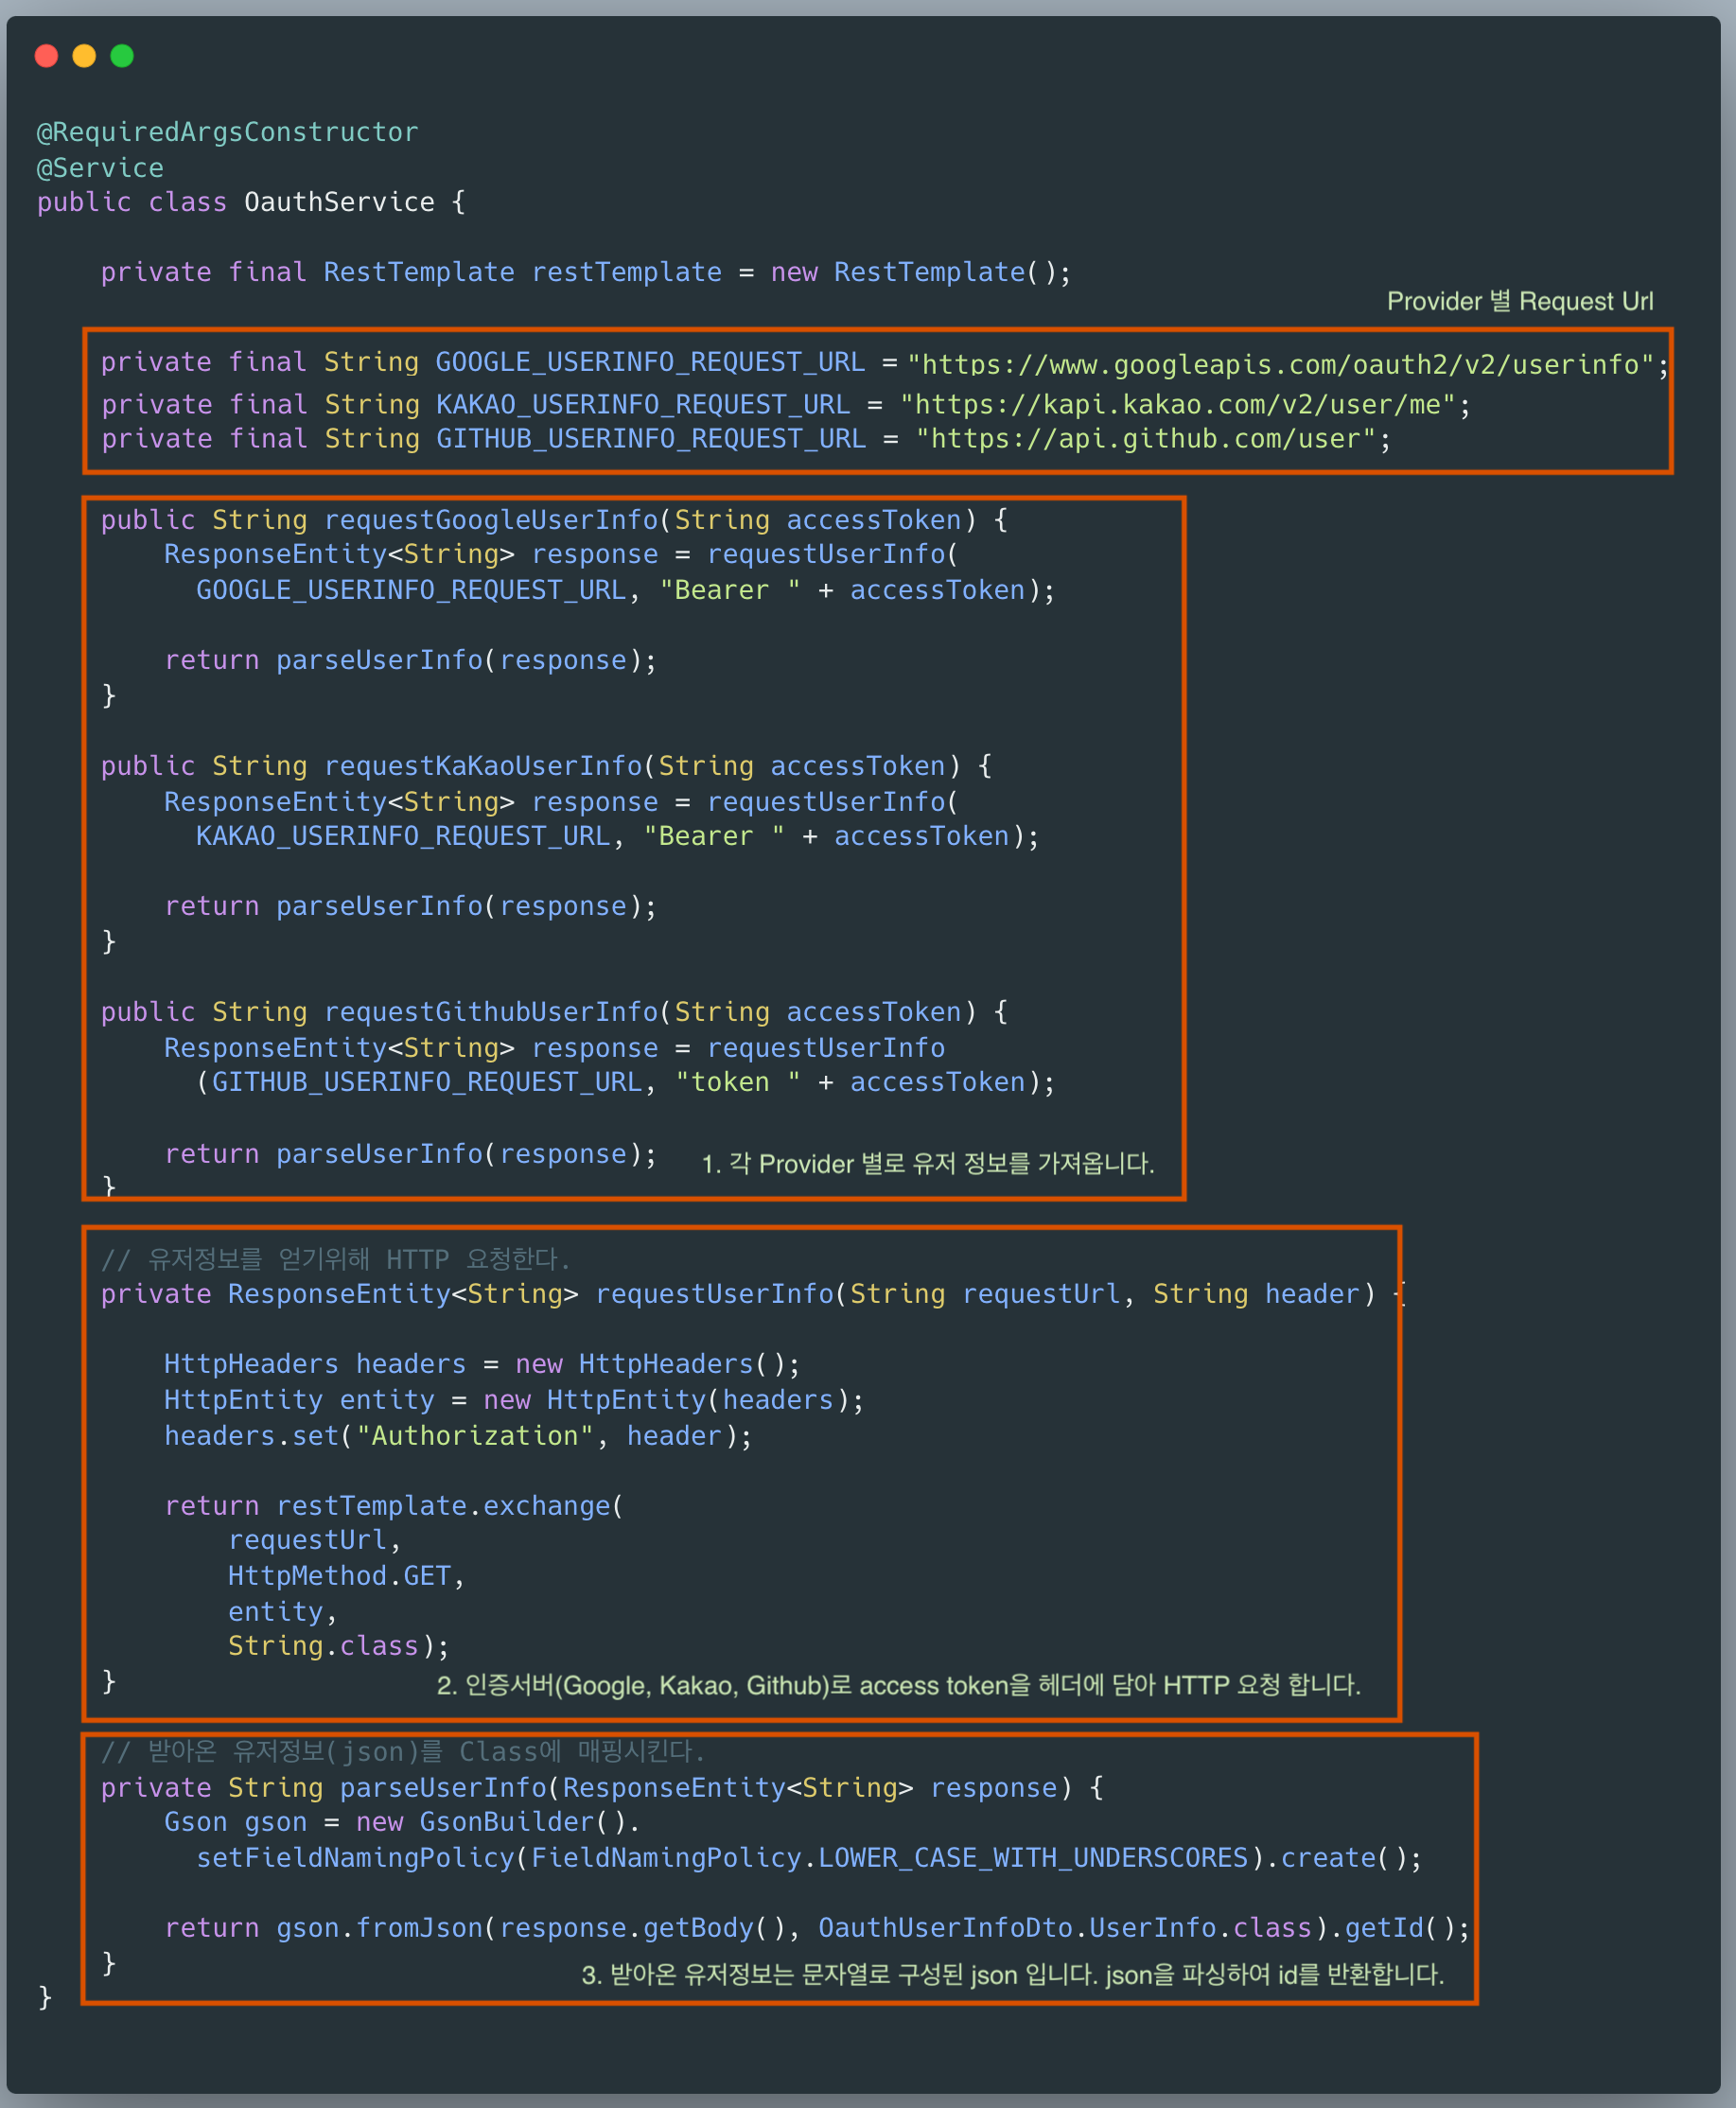 @RequiredArgsConstructor
@Service
public class OauthService {
private final RestTemplate restTemplate = new RestTemplate();
Provider 별 Request Url
private final String GOOGLE_USERINFO_REQUEST_URL = "https://www.googleapis.com/oauth2/v2/userinfo";
private final String KAKAO_USERINFO_REQUEST_URL = "https://kapi.kakao.com/v2/user/me";
private final String GITHUB_USERINFO_REQUEST_URL = "https://api.github.com/user";
public String requestGoogleUserInfo(String accessToken) {
ResponseEntity<String> response = requestUserInfo(
GOOGLE_USERINFO_REQUEST_URL, "Bearer " + accessToken);
return parseUserInfo(response);
}
public String requestKaKaoUserInfo(String accessToken) {
ResponseEntity<String> response = requestUserInfo(
KAKAO_USERINFO_REQUEST_URL, "Bearer " + accessToken);
return parseUserInfo(response);
}
public String requestGithubUserInfo(String accessToken) {
ResponseEntity<String> response = requestUserInfo
(GITHUB_USERINFO_REQUEST_URL, "token " + accessToken);
return parseUserInfo(response);
1. 각 Provider 별로 유저 정보를 가져옵니다.
}
// 유저정보를 얻기위해 HTTP 요청한다.
private ResponseEntity<String> requestUserInfo(String requestUrl, String header) {
HttpHeaders headers = new HttpHeaders();
HttpEntity entity = new HttpEntity(headers);
headers.set("Authorization", header);
return restTemplate.exchange(
requestUrl,
HttpMethod.GET,
entity,
String.class);
}
2. 인증서버(Google, Kakao, Github)로 access token을 헤더에 담아 HTTP 요청 합니다.
// 받아온 유저정보(json)를 Class에 매핑시킨다.
private String parseUserInfo(ResponseEntity<String> response) {
Gson gson = new GsonBuilder().
setFieldNamingPolicy(FieldNamingPolicy.LOWER_CASE_WITH_UNDERSCORES).create();
return gson.fromJson(response.getBody(), OauthUserInfoDto.UserInfo.class).getId();
}
3. 받아온 유저정보는 문자열로 구성된 json 입니다. json을 파싱하여 id를 반환합니다.
}